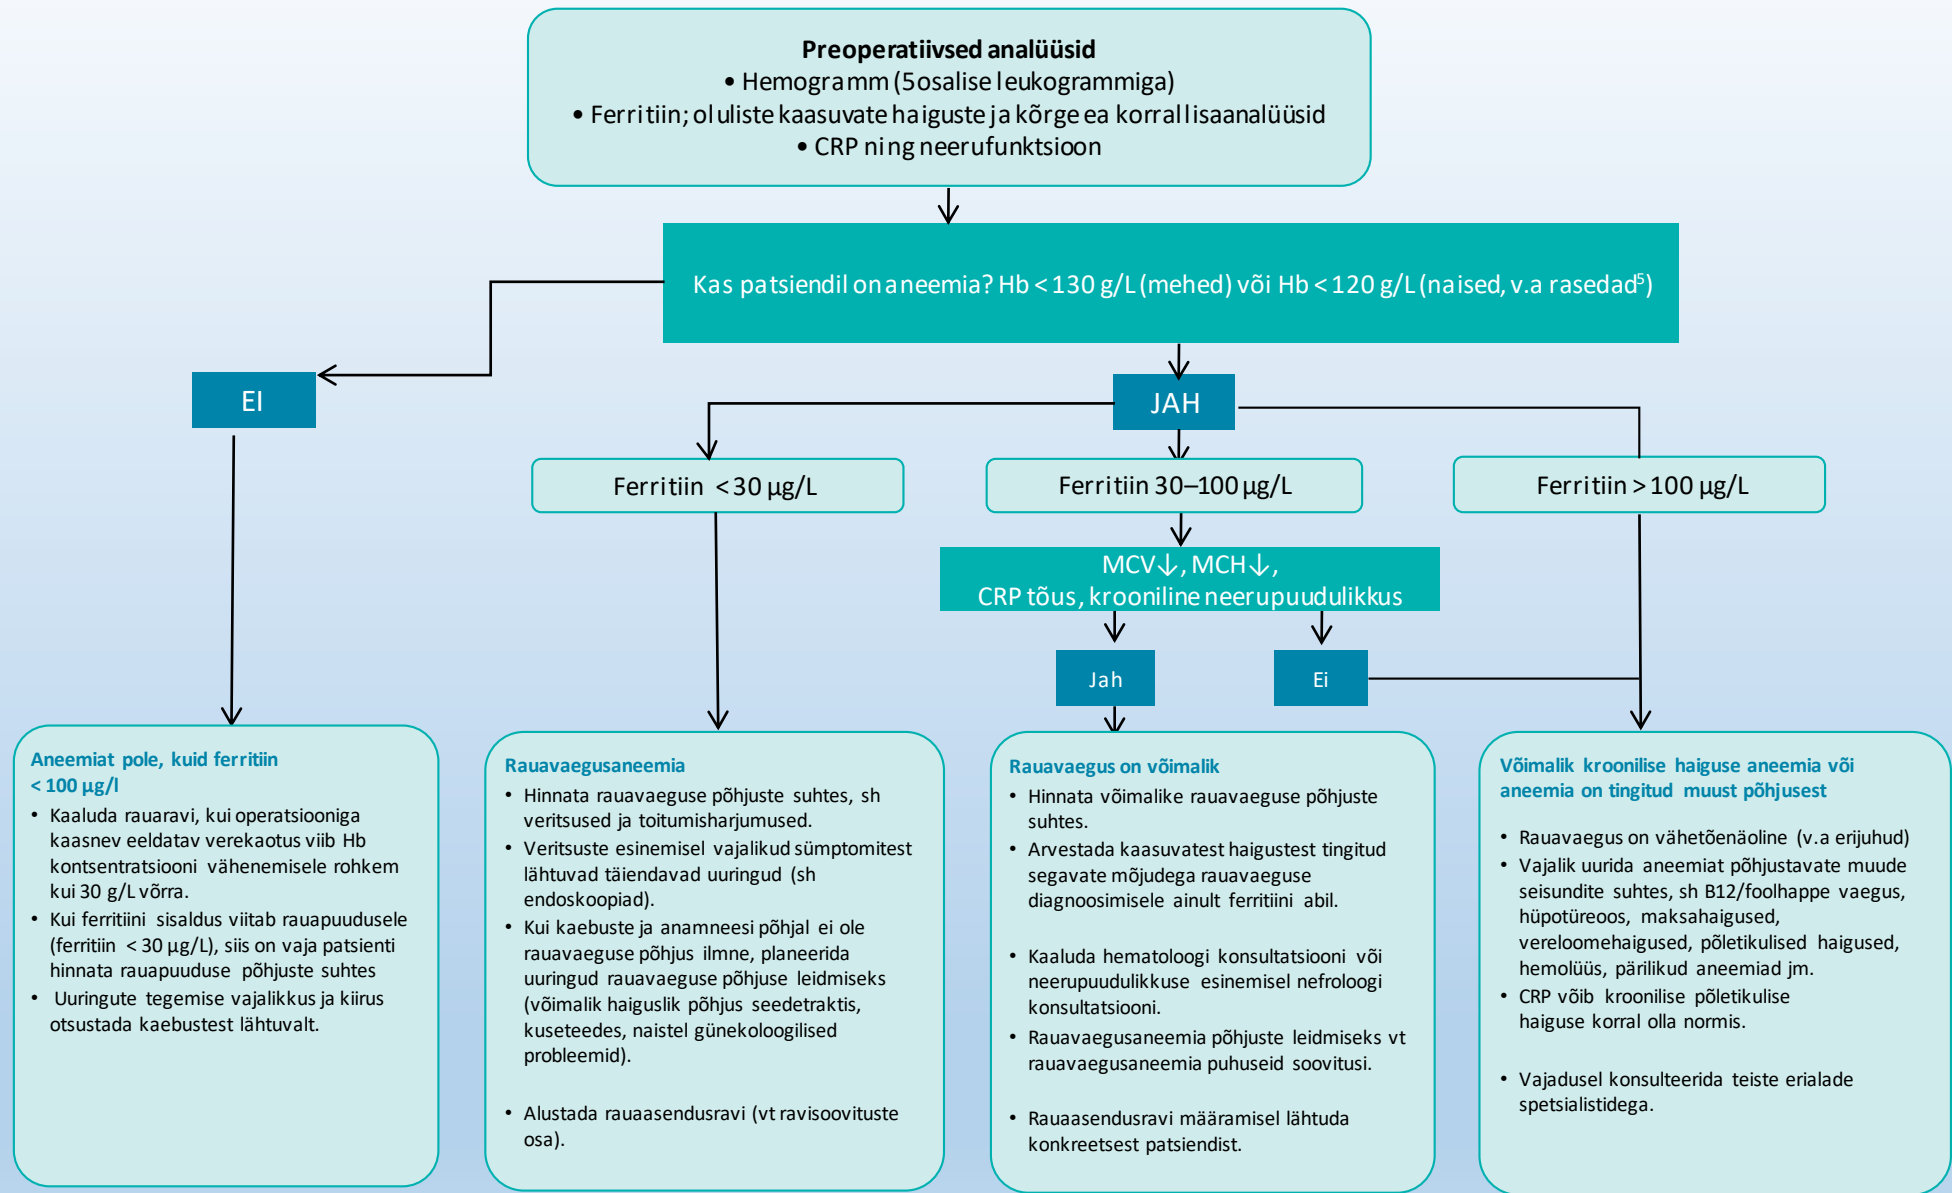 Preoperatiivsed analüüsid
• Hemogramm (5osalise leukogrammiga)
• Ferritiin; oluliste kaasuvate haiguste ja kõrge ea korral lisaanalüüsid
• CRP ning neerufunktsioon
Kas patsiendil on aneemia? Hb < 130 g/L (mehed) või Hb < 120 g/L (naised, v.a rasedad⁵)
EI
JAH
Ferritiin < 30 µg/L
Ferritiin 30–100 µg/L
Ferritiin > 100 µg/L
MCV↓, MCH↓,
CRP tõus, krooniline neerupuudulikkus
Jah
Ei
Aneemiat pole, kuid ferritiin
< 100 µg/l
• Kaaluda rauaravi, kui operatsiooniga
kaasnev eeldatav verekaotus viib Hb
kontsentratsiooni vähenemisele rohkem
kui 30 g/L võrra.
• Kui ferritiini sisaldus viitab rauapuudusele
(ferritiin < 30 µg/L), siis on vaja patsienti
hinnata rauapuuduse põhjuste suhtes
• Uuringute tegemise vajalikkus ja kiirus
otsustada kaebustest lähtuvalt.
Rauavaegusaneemia
• Hinnata rauavaeguse põhjuste suhtes, sh
veritsused ja toitumisharjumused.
• Veritsuste esinemisel vajalikud sümptomitest
lähtuvad täiendavad uuringud (sh
endoskoopiad).
• Kui kaebuste ja anamneesi põhjal ei ole
rauavaeguse põhjus ilmne, planeerida
uuringud rauavaeguse põhjuse leidmiseks
(võimalik haiguslik põhjus seedetraktis,
kuseteedes, naistel günekoloogilised
probleemid).
• Alustada rauaasendusravi (vt ravisoovituste
osa).
Rauavaegus on võimalik
• Hinnata võimalike rauavaeguse põhjuste
suhtes.
• Arvestada kaasuvatest haigustest tingitud
segavate mõjudega rauavaeguse
diagnoosimisele ainult ferritiini abil.
• Kaaluda hematoloogi konsultatsiooni või
neerupuudulikkuse esinemisel nefroloogi
konsultatsiooni.
• Rauavaegusaneemia põhjuste leidmiseks vt
rauavaegusaneemia puhuseid soovitusi.
• Rauaasendusravi määramisel lähtuda
konkreetsest patsiendist.
Võimalik kroonilise haiguse aneemia või
aneemia on tingitud muust põhjusest
• Rauavaegus on vähetõenäoline (v.a erijuhud)
• Vajalik uurida aneemiat põhjustavate muude
seisundite suhtes, sh B12/foolhappe vaegus,
hüpotüreoos, maksahaigused,
vereloomehaigused, põletikulised haigused,
hemolüüs, pärilikud aneemiad jm.
• CRP võib kroonilise põletikulise
haiguse korral olla normis.
• Vajadusel konsulteerida teiste erialade
spetsialistidega.